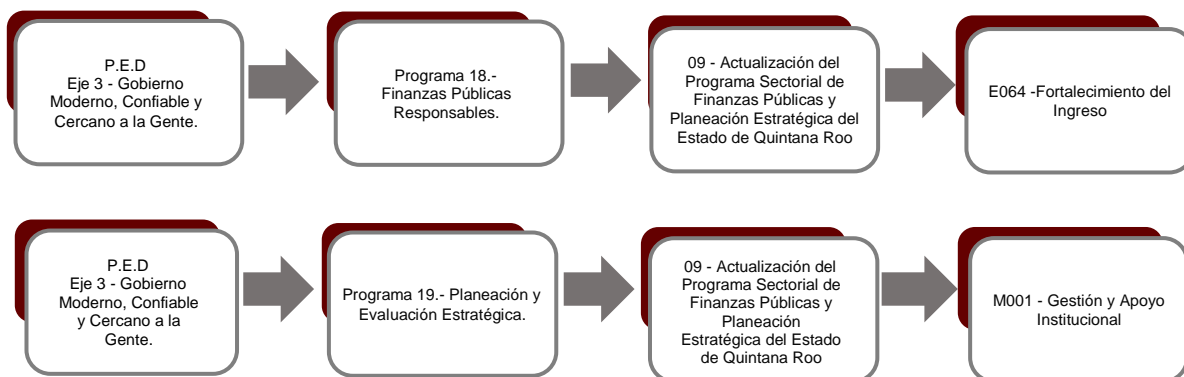 P.E.D
Eje 3 - Gobierno
Moderno, Confiable y
Cercano a la Gente.
Programa 18.-
Finanzas Públicas
Responsables.
09 - Actualización del
Programa Sectorial de
Finanzas Públicas y
Planeación Estratégica del
Estado de Quintana Roo
E064 -Fortalecimiento del
Ingreso
P.E.D
Eje 3 - Gobierno
Moderno, Confiable
y Cercano a la
Gente.
Programa 19.- Planeación y
Evaluación Estratégica.
09 - Actualización del
Programa Sectorial de
Finanzas Públicas y
Planeación
Estratégica del Estado
de Quintana Roo
M001 - Gestión y Apoyo
Institucional